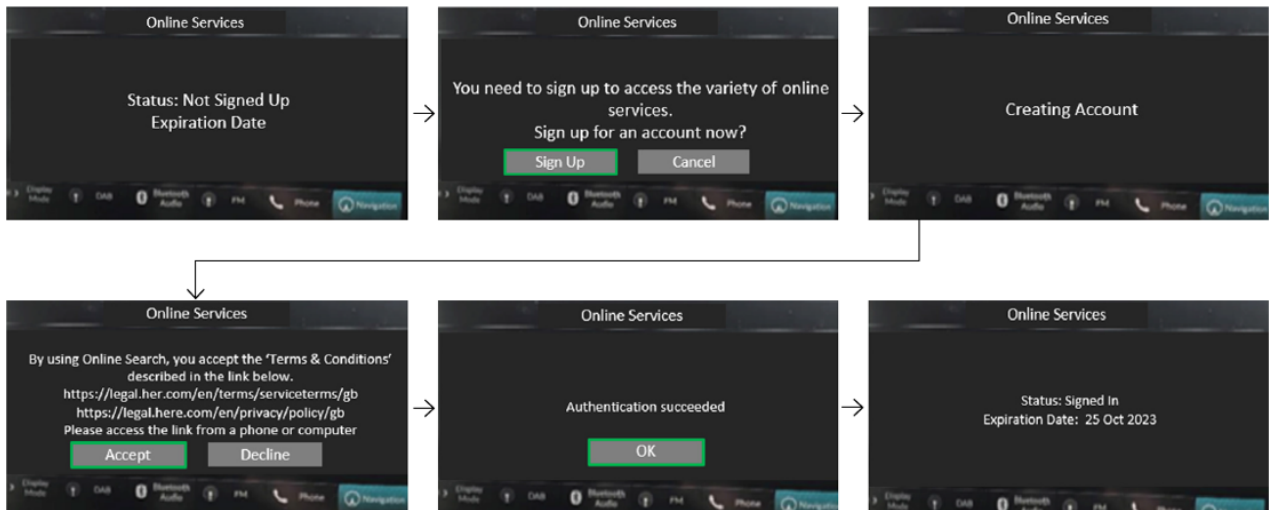 Online Services
Status: Not Signed Up
Expiration Date
Display
Mode
DAB
Bluetooth
Audio
FM
Phone
Navigation
Online Services
You need to sign up to access the variety of online
services.
Sign up for an account now?
Sign Up
Cancel
Display
Mode
DAB
Bluetooth
Audio
FM
Phone
Navigation
Online Services
Creating Account
Display
Mode
DAB
Bluetooth
Audio
FM
Phone
Navigation
Online Services
By using Online Search, you accept the 'Terms & Conditions'
described in the link below.
https://legal.her.com/en/terms/serviceterms/gb
https://legal.here.com/en/privacy/policy/gb
Please access the link from a phone or computer
Accept
Decline
Display
Mode
DAB
Bluetooth
Audio
FM
Phone
Navigation
Online Services
Authentication succeeded
OK
Display
Mode
DAB
Bluetooth
Audio
FM
Phone
Navigation
Online Services
Status: Signed In
Expiration Date: 25 Oct 2023
Display
Mode
DAB
Bluetooth
Audio
FM
Phone
Navigation